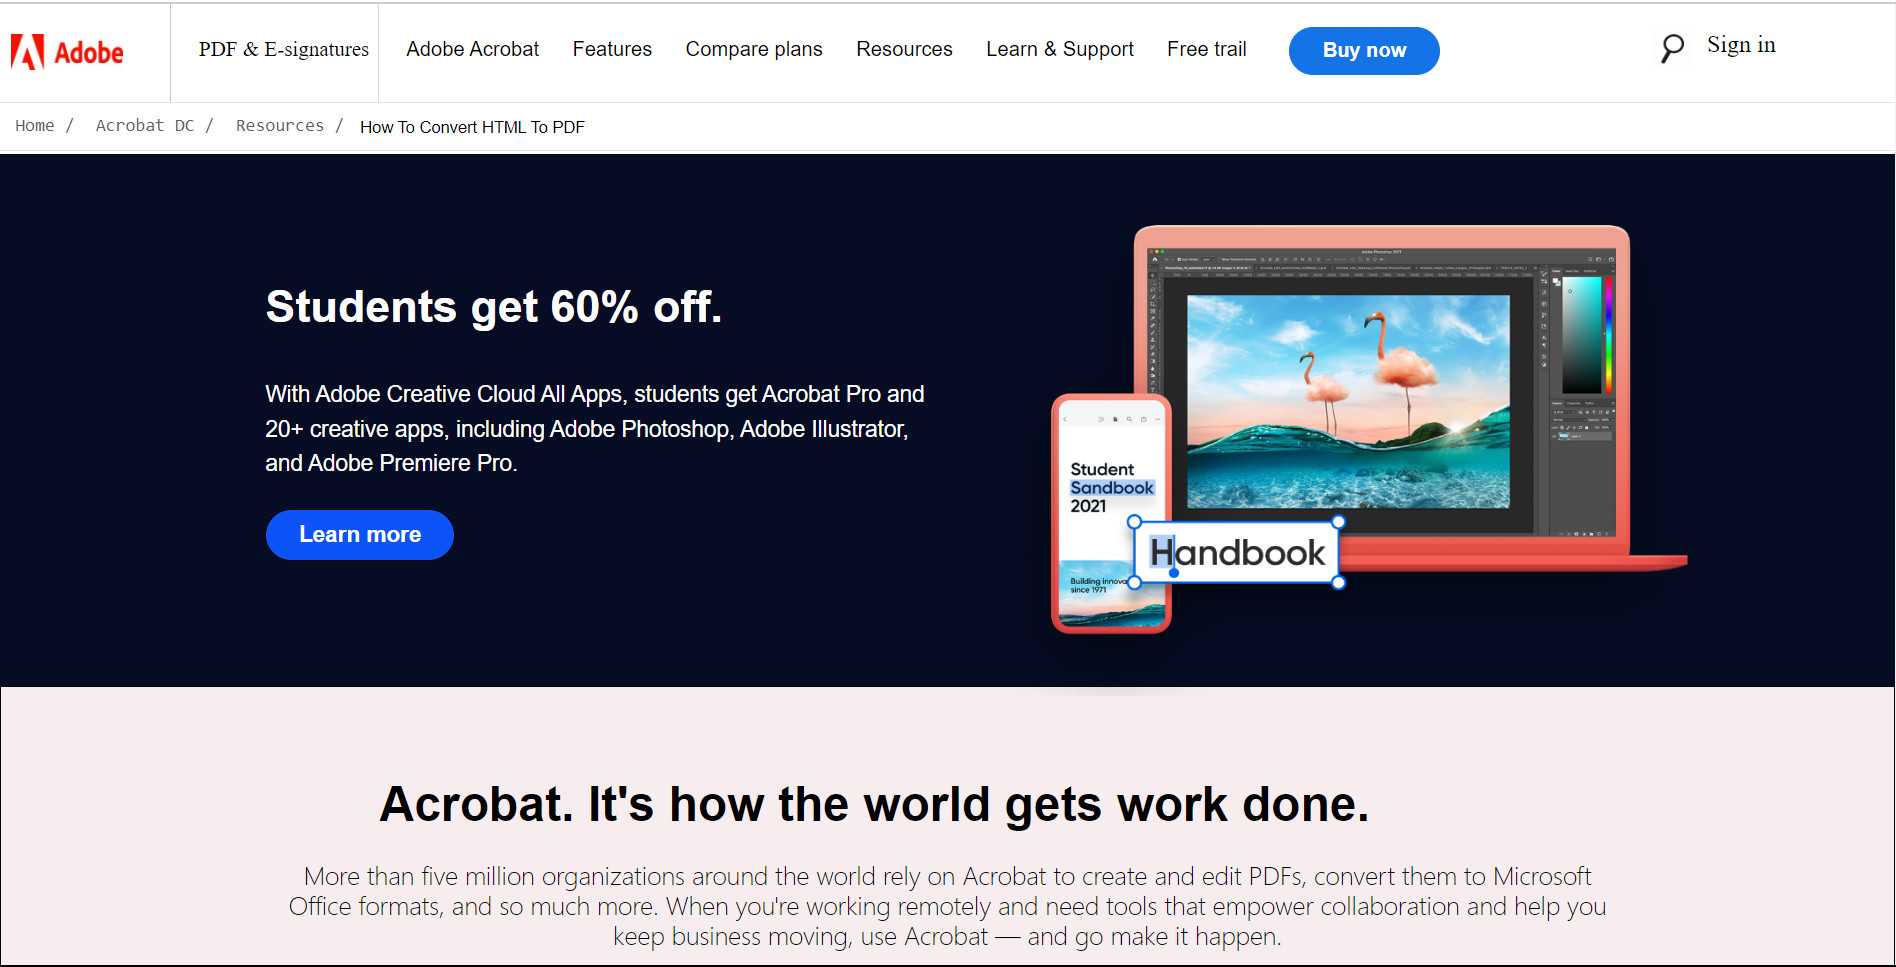 Adobe
PDF & E-signatures
Adobe Acrobat
Features
Compare plans
Resources
Learn & Support
Free trail
Buy now
Sign in
Home /
Acrobat DC /
Resources /
How To Convert HTML To PDF
Students get 60% off.
With Adobe Creative Cloud All Apps, students get Acrobat Pro and
20+ creative apps, including Adobe Photoshop, Adobe Illustrator,
and Adobe Premiere Pro.
Learn more
Adobe Photoshop 2021
Student
Sandbook
2021
Handbook
Building innova
since 1971
Acrobat. It's how the world gets work done.
More than five million organizations around the world rely on Acrobat to create and edit PDFs, convert them to Microsoft
Office formats, and so much more. When you're working remotely and need tools that empower collaboration and help you
keep business moving, use Acrobat — and go make it happen.